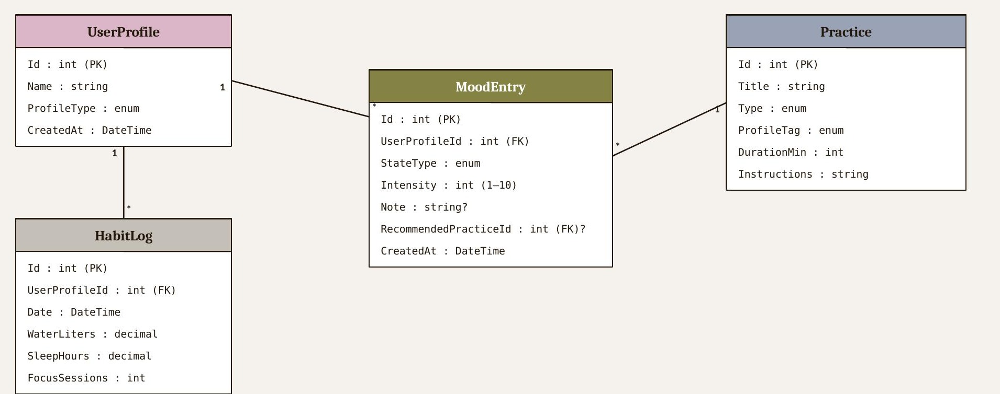 UserProfile
Id : int (PK)
Name : string
ProfileType : enum
CreatedAt : DateTime
1
1
*
HabitLog
Id : int (PK)
UserProfileId : int (FK)
Date : DateTime
WaterLiters : decimal
SleepHours : decimal
FocusSessions : int
MoodEntry
*
Id : int (PK)
UserProfileId : int (FK)
StateType : enum
Intensity : int (1–10)
Note : string?
RecommendedPracticeId : int (FK)?
CreatedAt : DateTime
*
1
Practice
Id : int (PK)
Title : string
Type : enum
ProfileTag : enum
DurationMin : int
Instructions : string